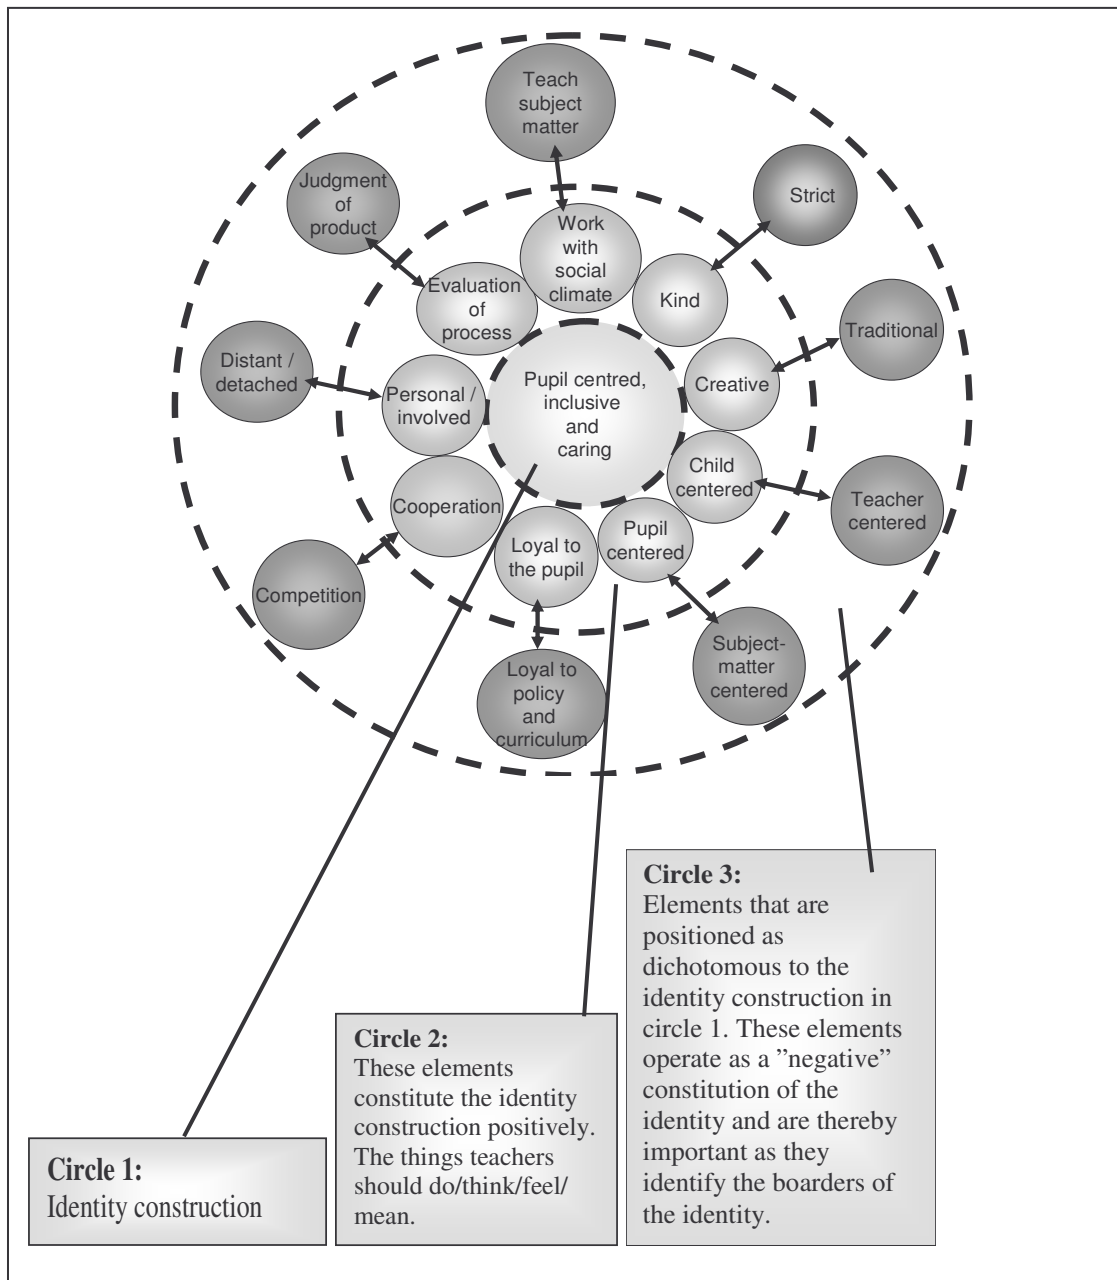 Teach
subject
matter
Judgment
of
product
Strict
Work
with
social
climate
Evaluation
of
process
Kind
Traditional
Distant /
detached
Personal /
involved
Pupil centred,
inclusive
and
caring
Creative
Child
centered
Teacher
centered
Cooperation
Loyal to
the pupil
Pupil
centered
Competition
Loyal to
policy
and
curriculum
Subject-
matter
centered
Circle 1:
Identity construction
Circle 2:
These elements
constitute the identity
construction positively.
The things teachers
should do/think/feel/
mean.
Circle 3:
Elements that are
positioned as
dichotomous to the
identity construction in
circle 1. These elements
operate as a ”negative”
constitution of the
identity and are thereby
important as they
identify the boarders of
the identity.